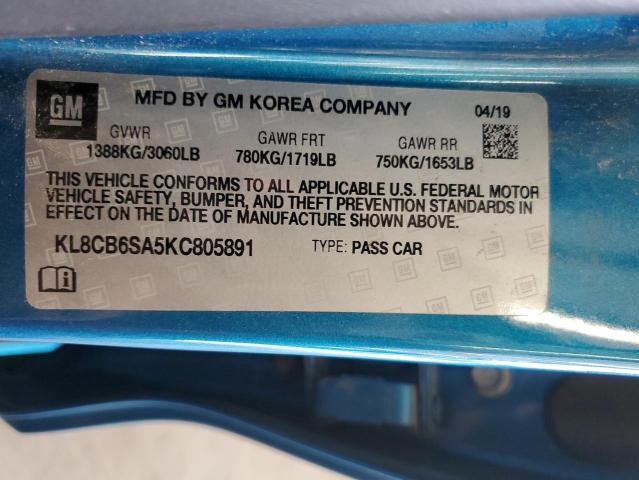 GM
MFD BY GM KOREA COMPANY
04/19
GVWR
GAWR FRT
GAWR RR
1388KG/3060LB
780KG/1719LB
750KG/1653LB
THIS VEHICLE CONFORMS TO ALL APPLICABLE U.S. FEDERAL MOTOR
VEHICLE SAFETY, BUMPER, AND THEFT PREVENTION STANDARDS IN
EFFECT ON THE DATE OF MANUFACTURE SHOWN ABOVE.
KL8CB6SA5KC805891
TYPE: PASS CAR